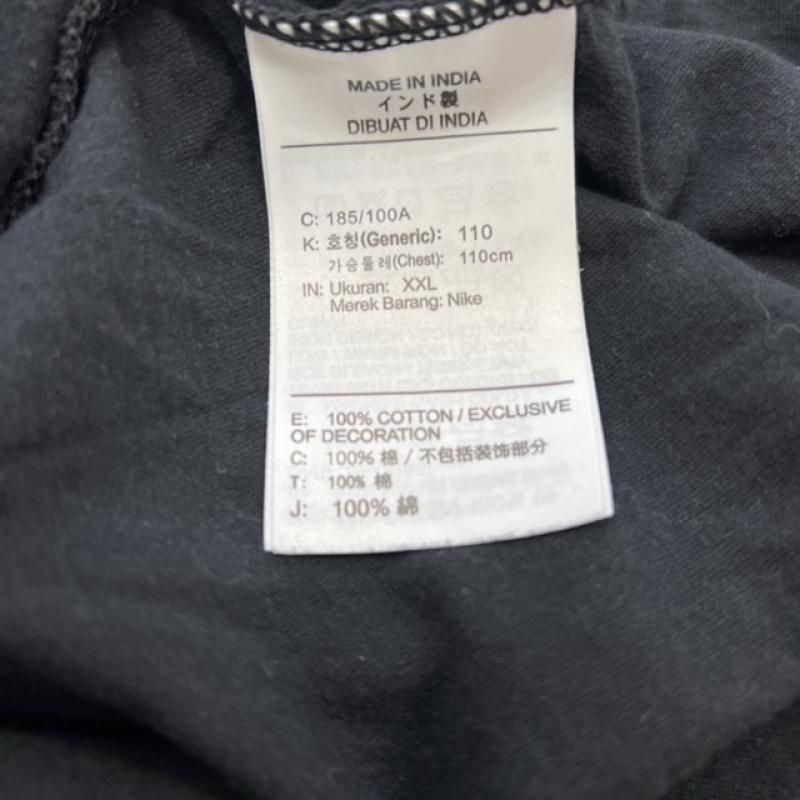 MADE IN INDIA
インド製
DIBUAT DI INDIA
C: 185/100A
K: 호칭(Generic): 110
가슴둘레(Chest): 110cm
IN: Ukuran: XXL
Merek Barang: Nike
E: 100% COTTON / EXCLUSIVE
OF DECORATION
C: 100% 棉 / 不包括装饰部分
T: 100% 棉
J: 100% 綿